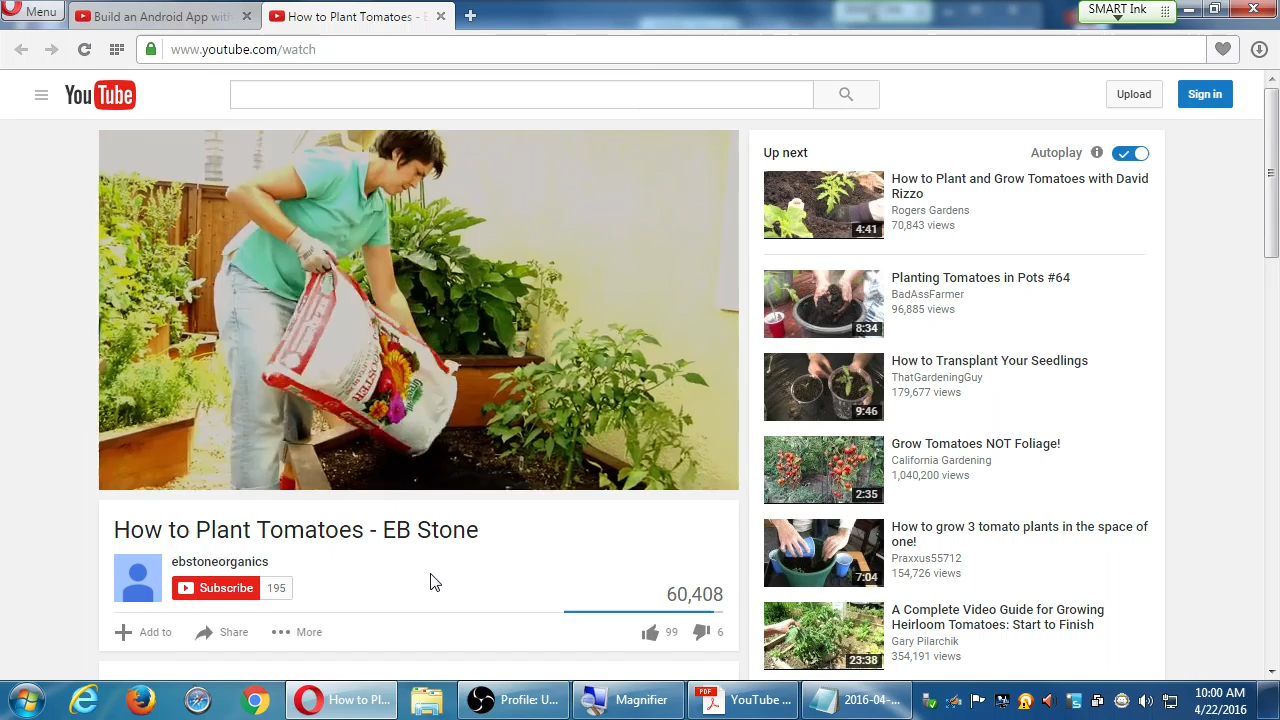 Menu
Build an Android App with
How to Plant Tomatoes - E
SMART Ink
www.youtube.com/watch
YouTube
Upload
Sign in
Up next
Autoplay
How to Plant and Grow Tomatoes with David
Rizzo
Rogers Gardens
70,843 views
4:41
Planting Tomatoes in Pots #64
BadAssFarmer
96,885 views
8:34
How to Transplant Your Seedlings
ThatGardeningGuy
179,677 views
9:46
Grow Tomatoes NOT Foliage!
California Gardening
1,040,200 views
2:35
How to grow 3 tomato plants in the space of
one!
Praxxus55712
154,726 views
7:04
A Complete Video Guide for Growing
Heirloom Tomatoes: Start to Finish
Gary Pilarchik
354,191 views
23:38
How to Plant Tomatoes - EB Stone
ebstoneorganics
Subscribe 195
60,408
Add to Share More 99 6
How to Pl...
Profile: U...
Magnifier
PDF
YouTube ...
2016-04-...
10:00 AM
4/22/2016